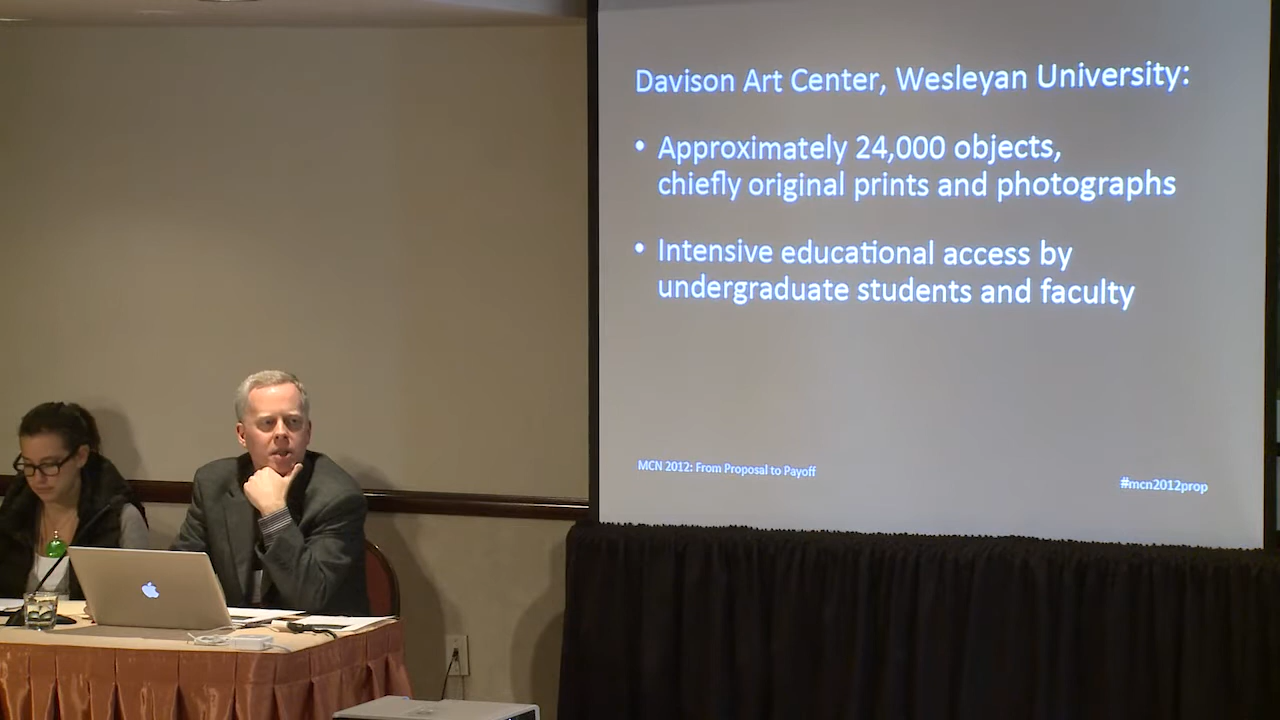 Davison Art Center, Wesleyan University:
• Approximately 24,000 objects,
chiefly original prints and photographs
• Intensive educational access by
undergraduate students and faculty
MCN 2012: From Proposal to Payoff
#mcn2012prop